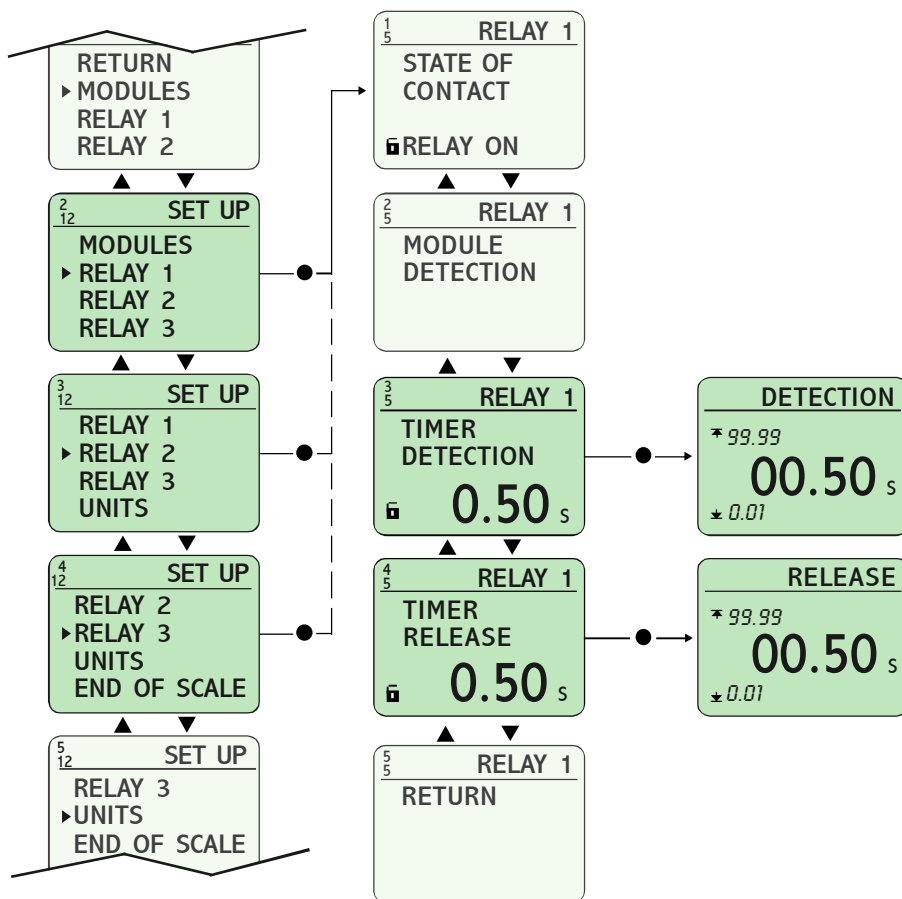 RETURN
MODULES
RELAY 1
RELAY 2
2
12
SET UP
MODULES
RELAY 1
RELAY 2
RELAY 3
3
12
SET UP
RELAY 1
RELAY 2
RELAY 3
UNITS
4
12
SET UP
RELAY 2
RELAY 3
UNITS
END OF SCALE
5
12
SET UP
RELAY 3
UNITS
END OF SCALE
1
5
RELAY 1
STATE OF
CONTACT
RELAY ON
2
5
RELAY 1
MODULE
DETECTION
3
5
RELAY 1
TIMER
DETECTION
0.50 s
4
5
RELAY 1
TIMER
RELEASE
0.50 s
5
5
RELAY 1
RETURN
DETECTION
99.99
00.50 s
0.01
RELEASE
99.99
00.50 s
0.01